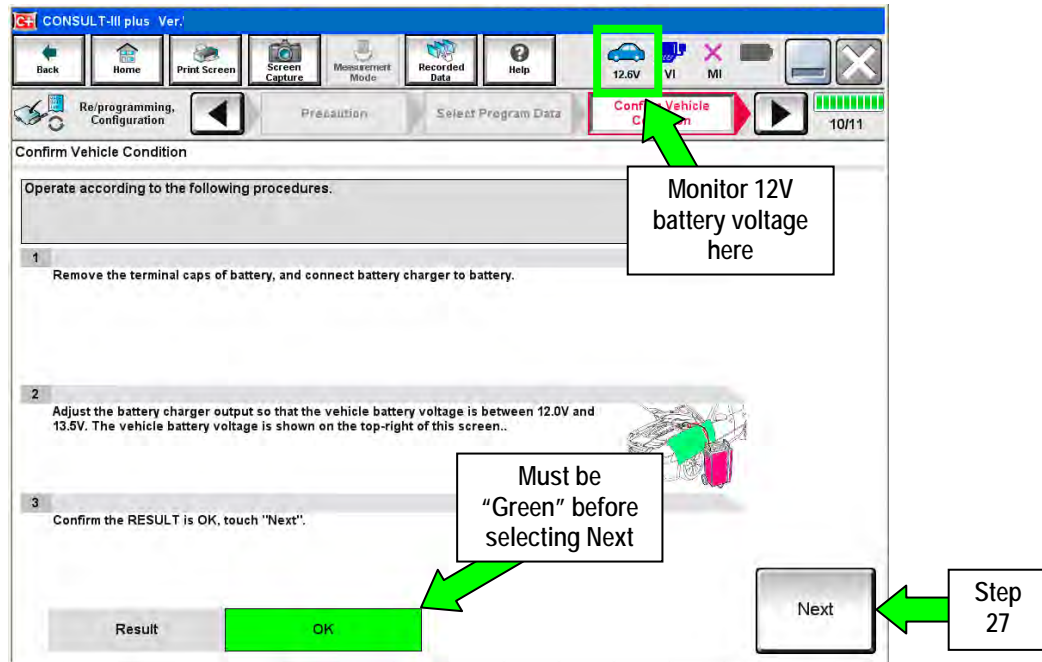 C+ CONSULT-III plus Ver.'
Back
Home
Print Screen
Screen
Capture
Measurement
Mode
Recorded
Data
Help
12.6V
VI
MI
Re/programming,
Configuration
Precaution
Select Program Data
Confirm Vehicle
10/11
Confirm Vehicle Condition
Operate according to the following procedures.
Monitor 12V
battery voltage
here
1
Remove the terminal caps of battery, and connect battery charger to battery.
2
Adjust the battery charger output so that the vehicle battery voltage is between 12.0V and
13.5V. The vehicle battery voltage is shown on the top-right of this screen..
Must be
“Green” before
selecting Next
3
Confirm the RESULT is OK, touch "Next".
Result
OK
Next
Step
27